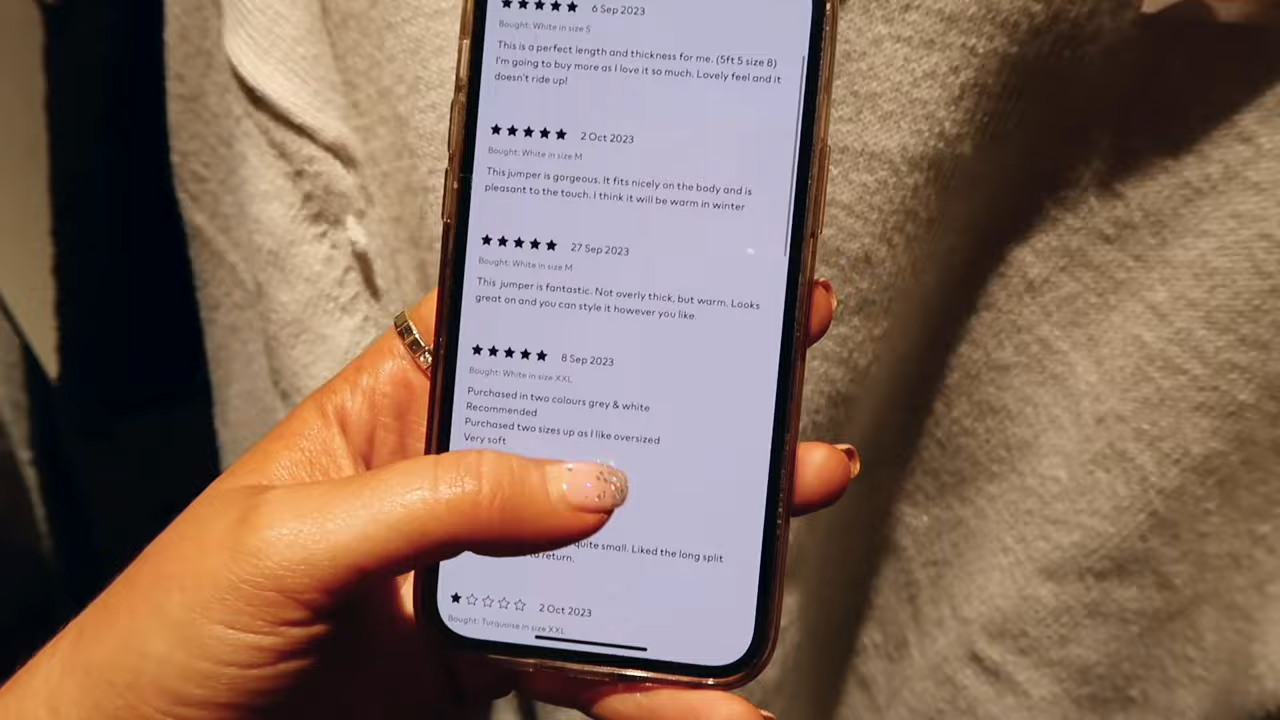 ★★★★★ 6 Sep 2023
Bought: White in size S
This is a perfect length and thickness for me. (5ft 5 size 8)
I'm going to buy more as I love it so much. Lovely feel and it
doesn't ride up!
★★★★★ 2 Oct 2023
Bought: White in size M
This jumper is gorgeous. It fits nicely on the body and is
pleasant to the touch. I think it will be warm in winter
★★★★★ 27 Sep 2023
Bought: White in size M
This jumper is fantastic. Not overly thick, but warm. Looks
great on and you can style it however you like.
★★★★★ 8 Sep 2023
Bought: White in size XXL
Purchased in two colours grey & white
Recommended
Purchased two sizes up as I like oversized
Very soft
quite small. Liked the long split
to return.
★☆☆☆☆ 2 Oct 2023
Bought: Turquoise in size XXL